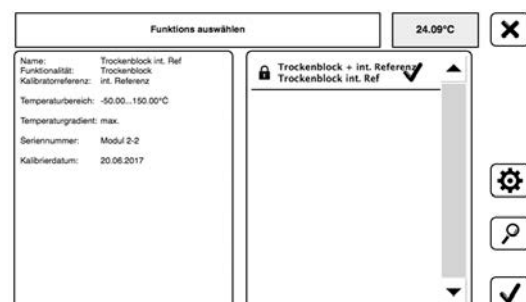 Funktions auswählen
24.09°C
Name: Trockenblock int. Ref
Funktionalität: Trockenblock
Kalibratorreferenz: int. Referenz
Temperaturbereich: -50.00...150.00°C
Temperaturgradient: max.
Seriennummer: Modul 2-2
Kalibrierdatum: 20.06.2017
Trockenblock + int. Referenz
Trockenblock int. Ref